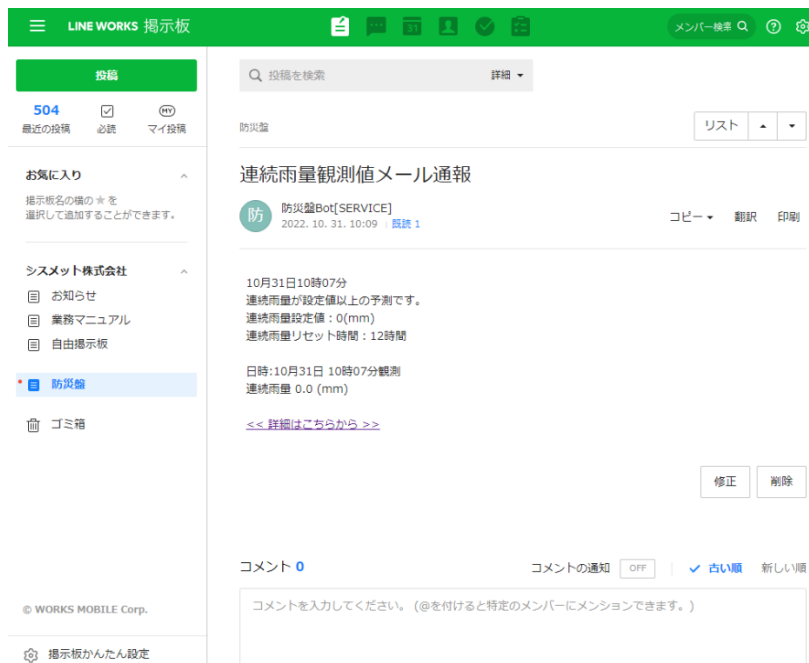 LINE WORKS 掲示板
31
メンバー検索
投稿
504
最近の投稿
必読
MY
マイ投稿
お気に入り
掲示板名の横の ★ を
選択して追加することができます。
シスメット株式会社
お知らせ
業務マニュアル
自由掲示板
* 防災盤
ゴミ箱
© WORKS MOBILE Corp.
掲示板かんたん設定
投稿を検索
詳細
防災盤
リスト
連続雨量観測値メール通報
防
防災盤Bot[SERVICE]
2022. 10. 31. 10:09 | 既読 1
コピー
翻訳
印刷
10月31日10時07分
連続雨量が設定値以上の予測です。
連続雨量設定値：0(mm)
連続雨量リセット時間：12時間
日時:10月31日 10時07分観測
連続雨量 0.0 (mm)
<< 詳細はこちらから >>
修正
削除
コメント 0
コメントの通知
OFF
古い順
新しい順
コメントを入力してください。 (@を付けると特定のメンバーにメンションできます。)